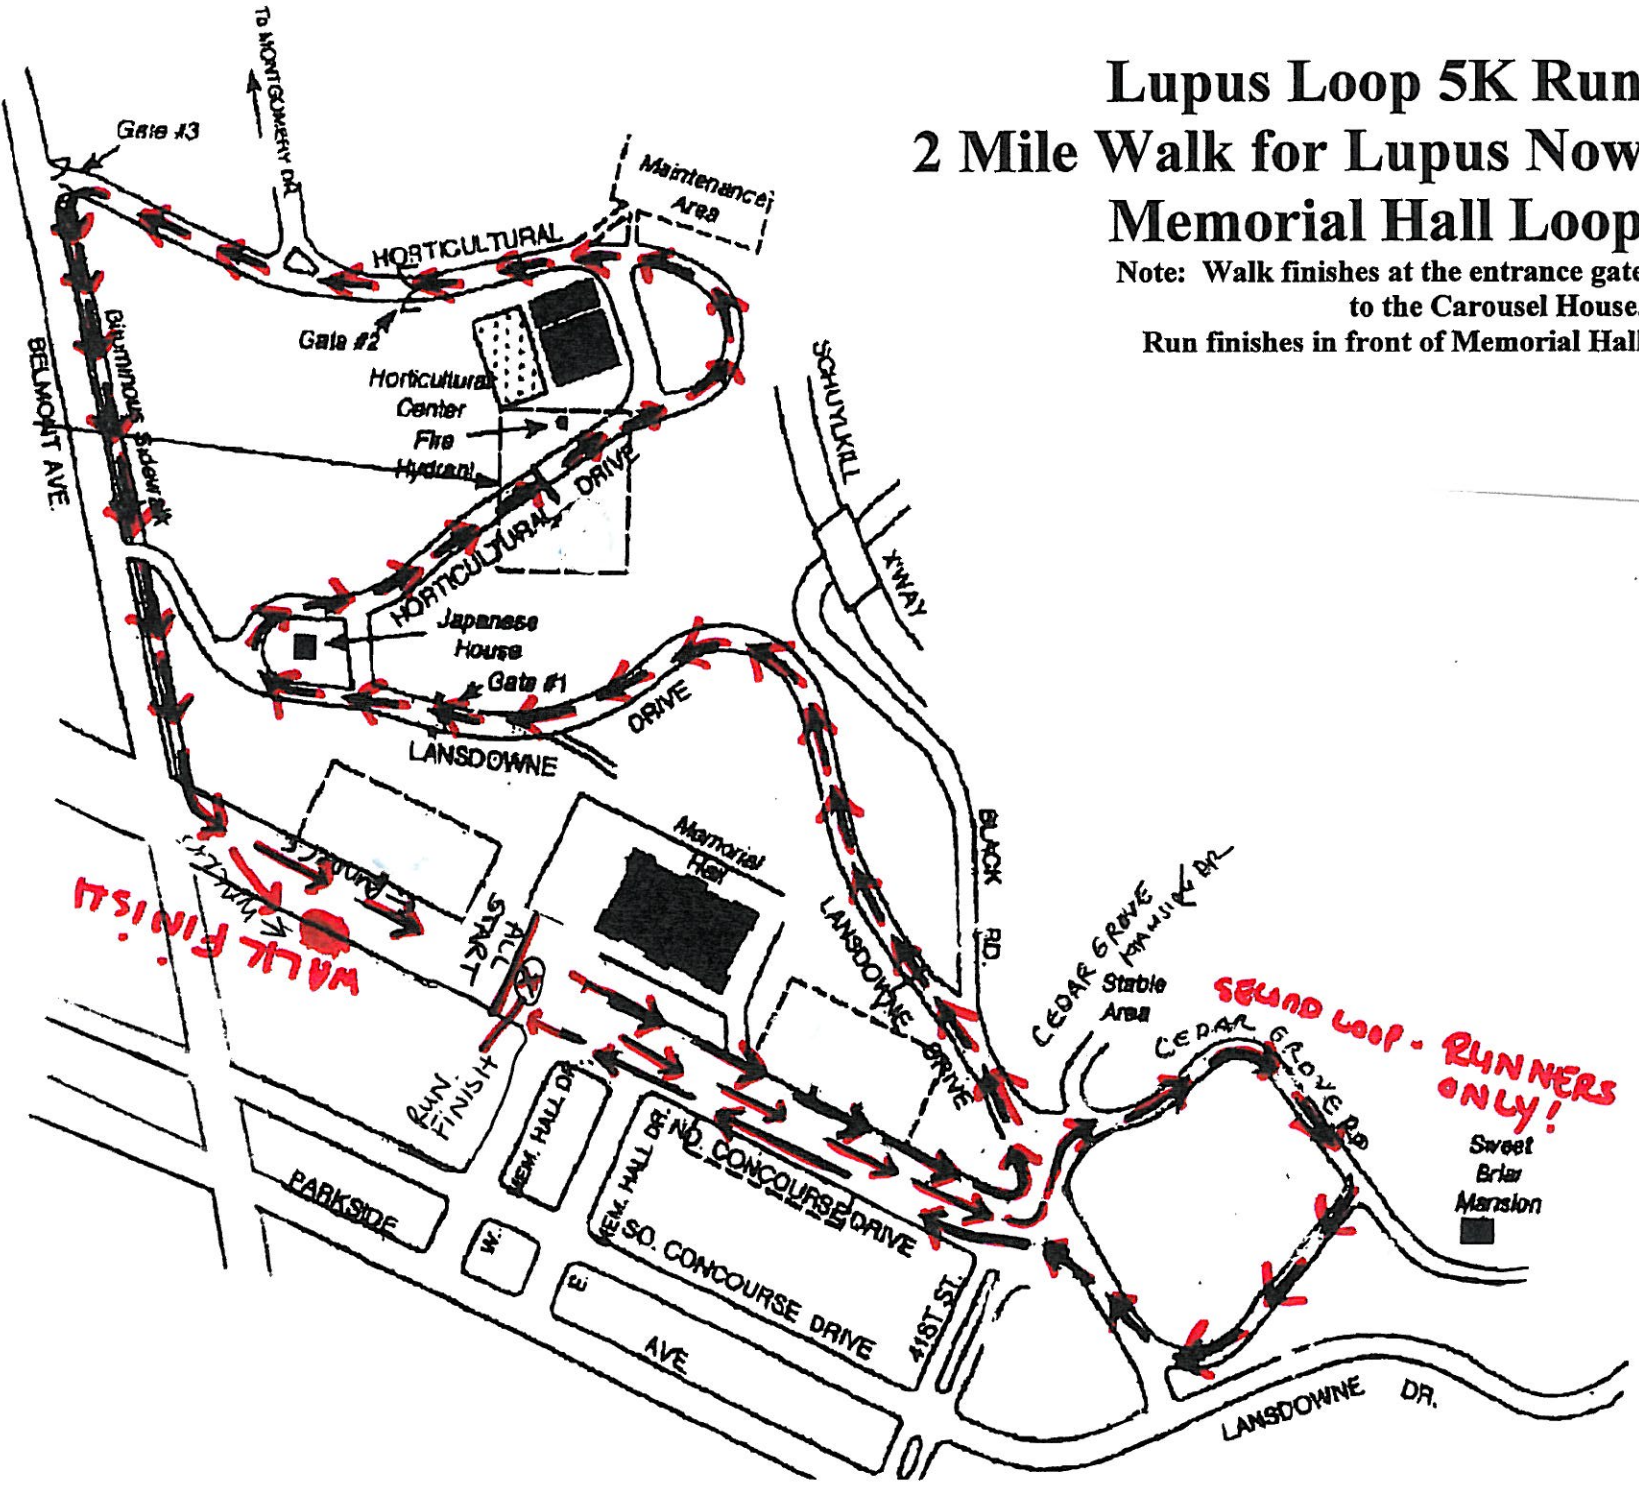 Lupus Loop 5K Run
2 Mile Walk for Lupus Now
Memorial Hall Loop
Note: Walk finishes at the entrance gate
to the Carousel House.
Run finishes in front of Memorial Hall
To MONTGOMERY DR
Gate #3
Maintenance
Area
HORTICULTURAL
Gate #2
Horticultural
Center
Fire
Hydrant
BELMONT AVE.
Bituminous Sidewalk
HORTICULTURAL DRIVE
SCHUYLKILL
X'WAY
Japanese
House
Gate #1
LANSDOWNE
DRIVE
Memorial
Hall
BLACK RD.
LANSDOWNE
DRIVE
CEDAR GROVE
MANSION DR
Stable
Area
CEDAR GROVE RD
SECOND LOOP - RUNNERS
ONLY!
Sweet
Briar
Mansion
Runners
WALK FINISH
ALL
START
RUN
FINISH
MEM. HALL DR.
MEM. HALL DR.
NO. CONCOURSE DRIVE
SO. CONCOURSE DRIVE
41ST ST.
PARKSIDE
W.
E
AVE
LANSDOWNE DR.